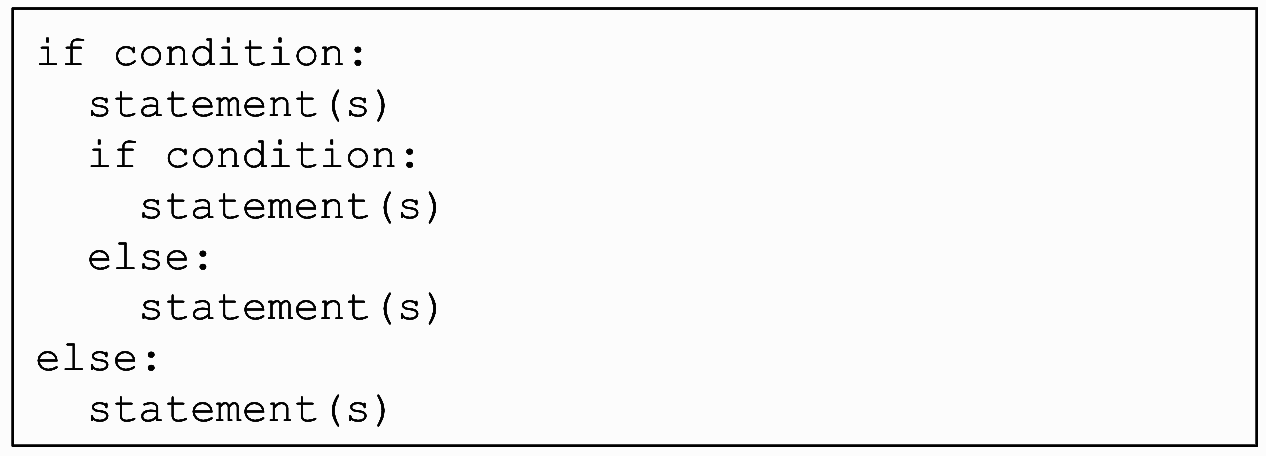 if condition:
  statement(s)
  if condition:
    statement(s)
  else:
    statement(s)
else:
  statement(s)